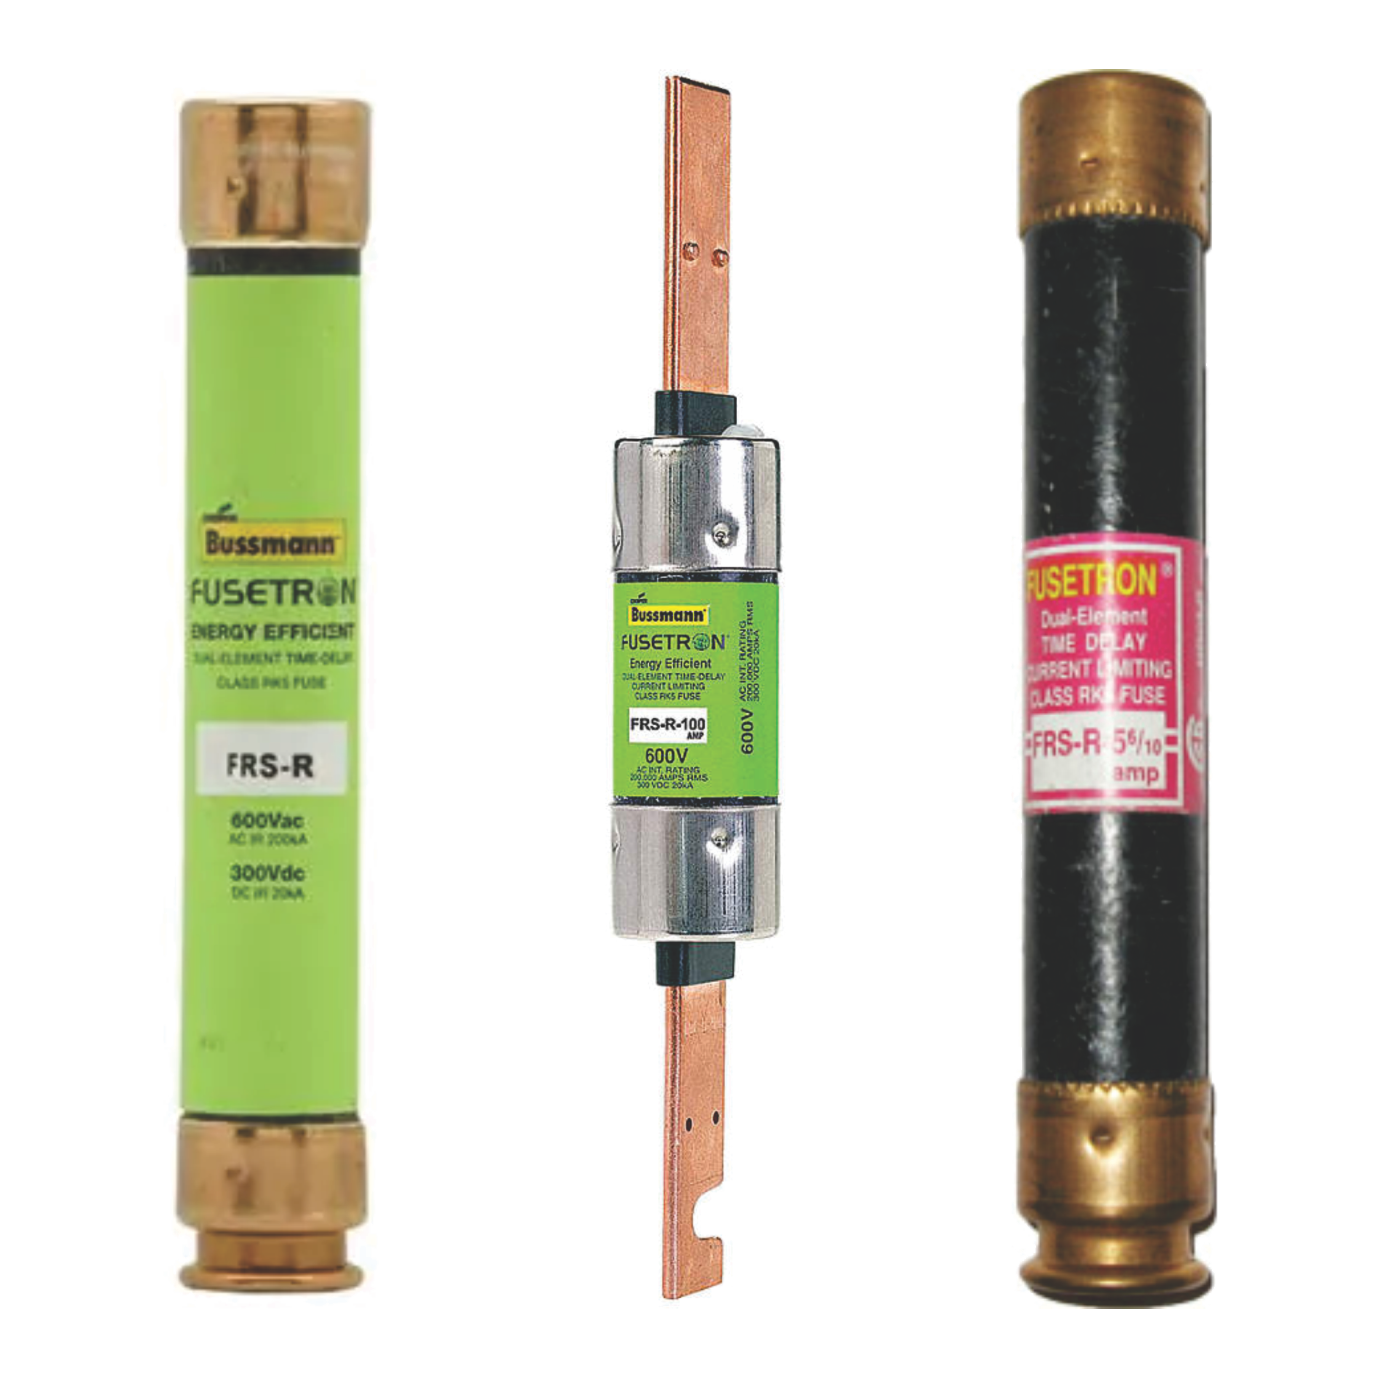 COOPER
Bussmann
FUSETRON
ENERGY EFFICIENT
DUAL-ELEMENT TIME-DELAY
CLASS RK5 FUSE
FRS-R
600Vac
AC IR 200kA
300Vdc
DC IR 20kA
COOPER
Bussmann
FUSETRON
Energy Efficient
DUAL-ELEMENT TIME-DELAY
CURRENT LIMITING
CLASS RK5 FUSE
FRS-R-100
AMP
600V
AC INT. RATING
200,000 AMPS RMS
300 VDC 20kA
600V
AC INT. RATING
200,000 AMPS RMS
300 VDC 20kA
FUSETRON®
Dual-Element
TIME DELAY
CURRENT LIMITING
CLASS RK5 FUSE
FRS-R-5 6/10
amp